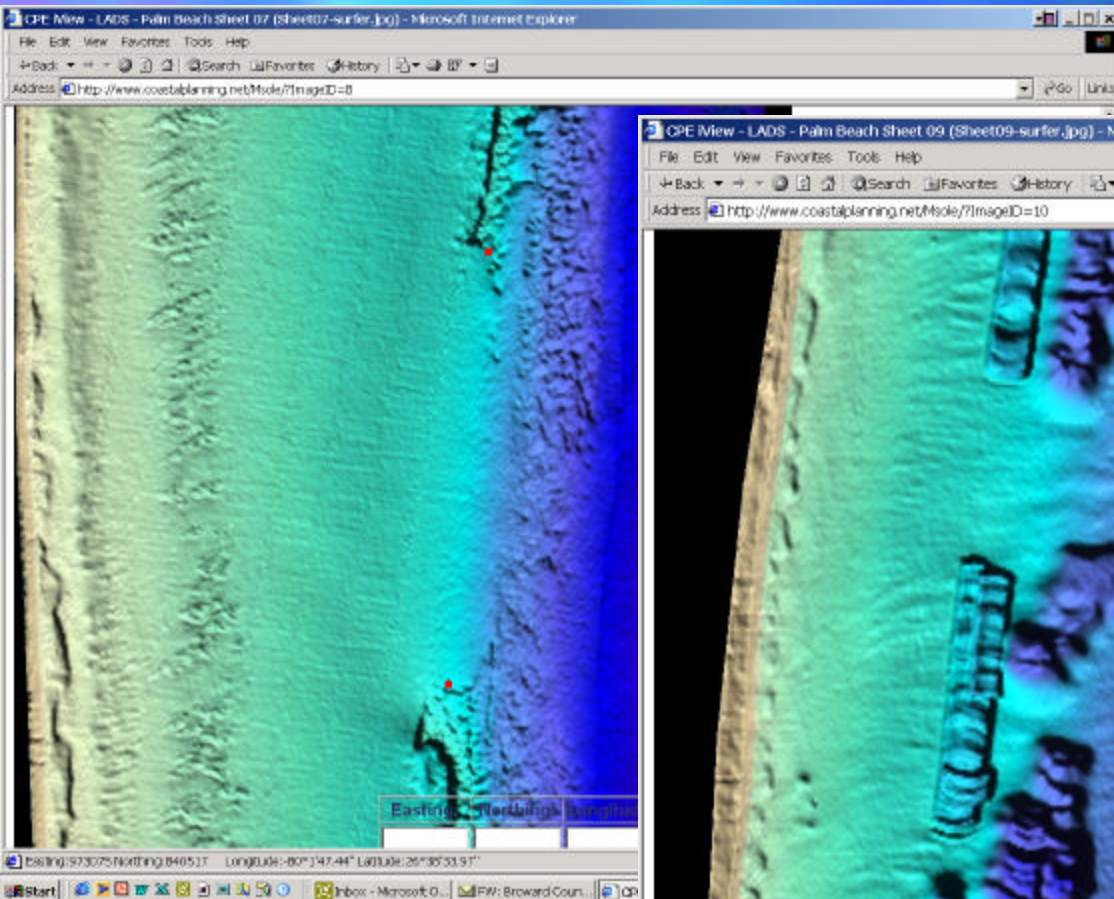 CPE IView - LADS - Palm Beach Sheet 07 (Sheet07-surfer.jpg) - Microsoft Internet Explorer
File Edit View Favorites Tools Help
Back Search Favorites History
Address http://www.coastalplanning.net/Msole/?ImageID=8 Go Links
CPE IView - LADS - Palm Beach Sheet 09 (Sheet09-surfer.jpg) - M
File Edit View Favorites Tools Help
Back Search Favorites History
Address http://www.coastalplanning.net/Msole/?ImageID=10
Easting Northing Longitud
Easting:973075 Northing:840517 Longitude:-80°1'47.44" Latitude:26°38'33.97"
Start Inbox - Microsoft O... FW: Broward Coun... CP